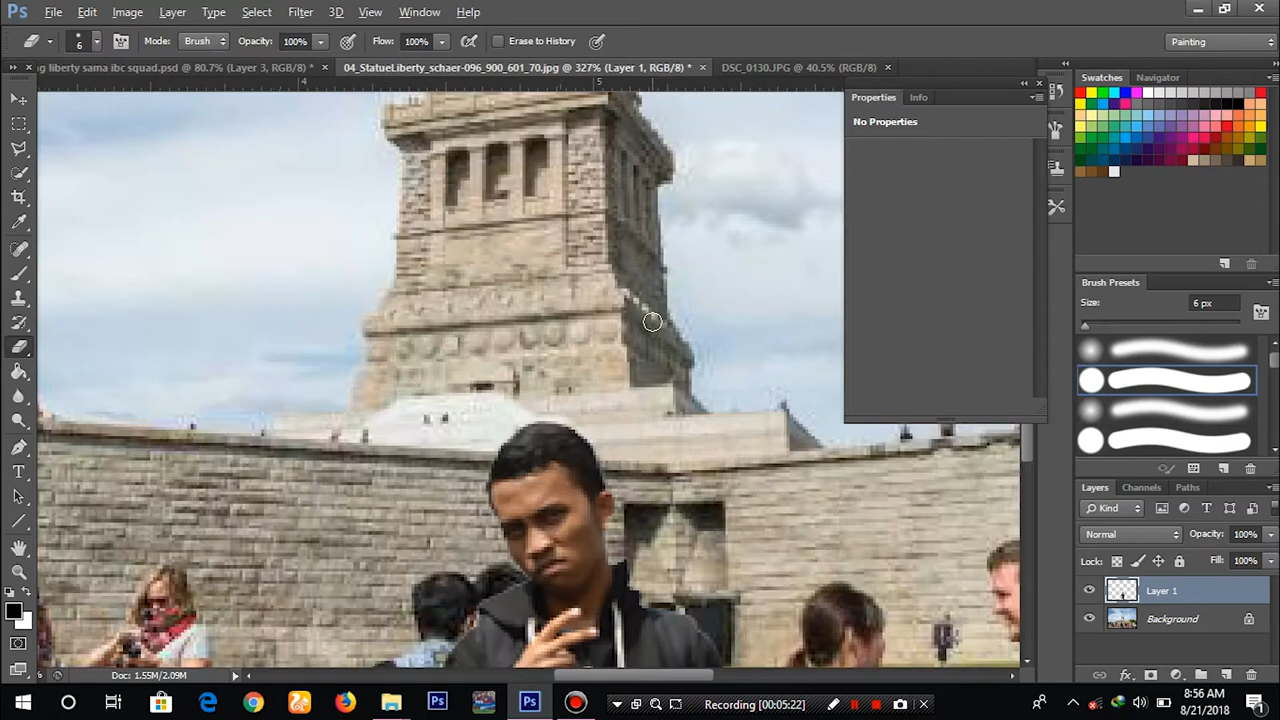 Ps File Edit Image Layer Type Select Filter 3D View Window Help
6 Mode: Brush Opacity: 100% Flow: 100% Erase to History Painting
ng liberty sama ibc squad.psd @ 80.7% (Layer 3, RGB/8) * × 04_StatueLiberty_schaer-096_900_601_70.jpg @ 327% (Layer 1, RGB/8) * × DSC_0130.JPG @ 40.5% (RGB/8) ×
4 5
Properties Info
No Properties
Swatches Navigator
Brush Presets
Size: 6 px
Layers Channels Paths
Kind
Normal Opacity: 100%
Lock: Fill: 100%
Layer 1
Background
% Doc: 1.55M/2.09M
Recording [00:05:22]
8:56 AM
8/21/2018